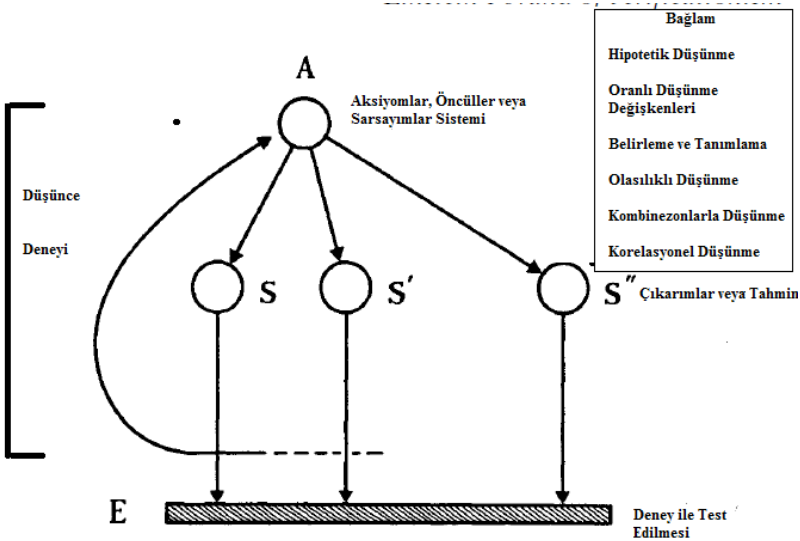 Bağlam
Hipotetik Düşünme
Oranlı Düşünme
Değişkenleri
Belirleme ve Tanımlama
Olasılıklı Düşünme
Kombinezonlarla Düşünme
Korelasyonel Düşünme
A
Aksiyomlar, Öncüller veya
Sarsayımlar Sistemi
Düşünce
Deneyi
S
S′
S″
Çıkarımlar veya Tahmin
E
Deney ile Test
Edilmesi